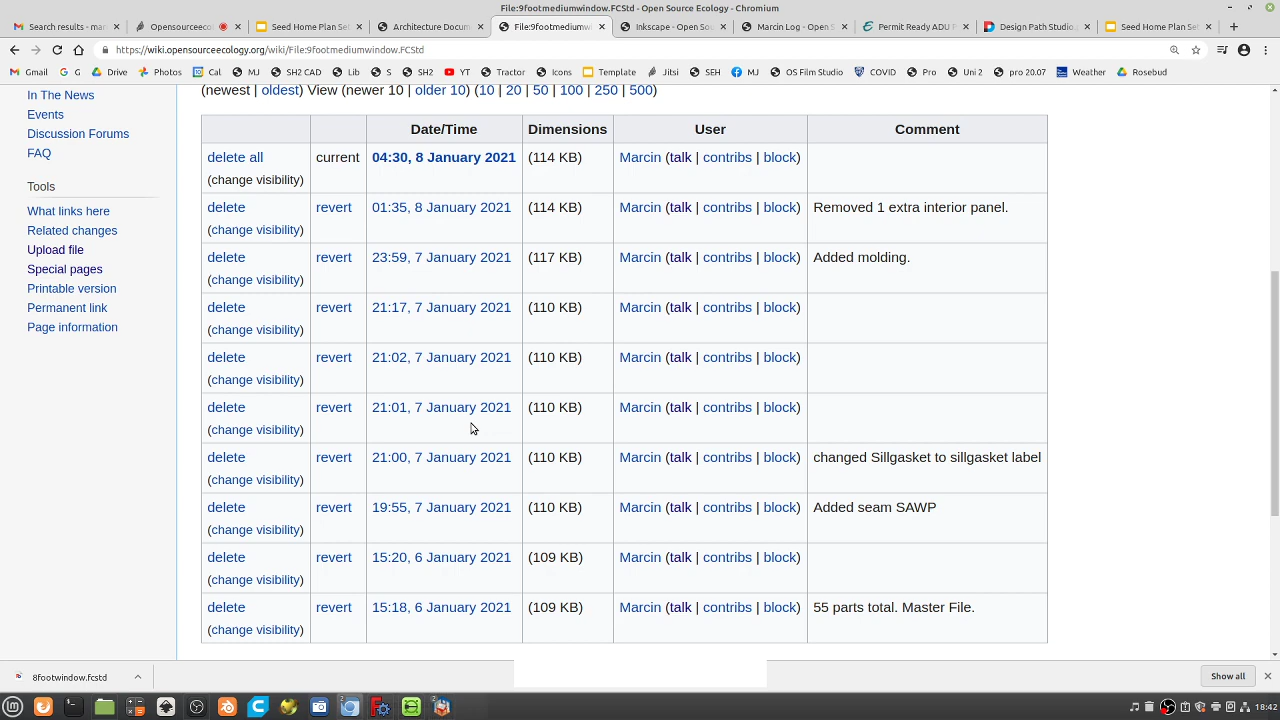 File:9footmediumwindow.FCStd - Open Source Ecology - Chromium
Search results - mar
Opensourceecology
Seed Home Plan Set
Architecture Docum
File:9footmediumwi
Inkscape - Open So
Marcin Log - Open S
Permit Ready ADU
Design Path Studio
Seed Home Plan Se
https://wiki.opensourceecology.org/wiki/File:9footmediumwindow.FCStd
Gmail G Drive Photos Cal MJ SH2 CAD Lib S SH2 YT Tractor Icons Template Jitsi SEH MJ OS Film Studio COVID Pro Uni 2 pro 20.07 Weather Rosebud
In The News
Events
Discussion Forums
FAQ
Tools
What links here
Related changes
Upload file
Special pages
Printable version
Permanent link
Page information
(newest | oldest) View (newer 10 | older 10) (10 | 20 | 50 | 100 | 250 | 500)
Date/Time Dimensions User Comment
delete all current 04:30, 8 January 2021 (114 KB) Marcin (talk | contribs | block)
(change visibility)
delete revert 01:35, 8 January 2021 (114 KB) Marcin (talk | contribs | block) Removed 1 extra interior panel.
(change visibility)
delete revert 23:59, 7 January 2021 (117 KB) Marcin (talk | contribs | block) Added molding.
(change visibility)
delete revert 21:17, 7 January 2021 (110 KB) Marcin (talk | contribs | block)
(change visibility)
delete revert 21:02, 7 January 2021 (110 KB) Marcin (talk | contribs | block)
(change visibility)
delete revert 21:01, 7 January 2021 (110 KB) Marcin (talk | contribs | block)
(change visibility)
delete revert 21:00, 7 January 2021 (110 KB) Marcin (talk | contribs | block) changed Sillgasket to sillgasket label
(change visibility)
delete revert 19:55, 7 January 2021 (110 KB) Marcin (talk | contribs | block) Added seam SAWP
(change visibility)
delete revert 15:20, 6 January 2021 (109 KB) Marcin (talk | contribs | block)
(change visibility)
delete revert 15:18, 6 January 2021 (109 KB) Marcin (talk | contribs | block) 55 parts total. Master File.
(change visibility)
8footwindow.fcstd
Show all
18:42